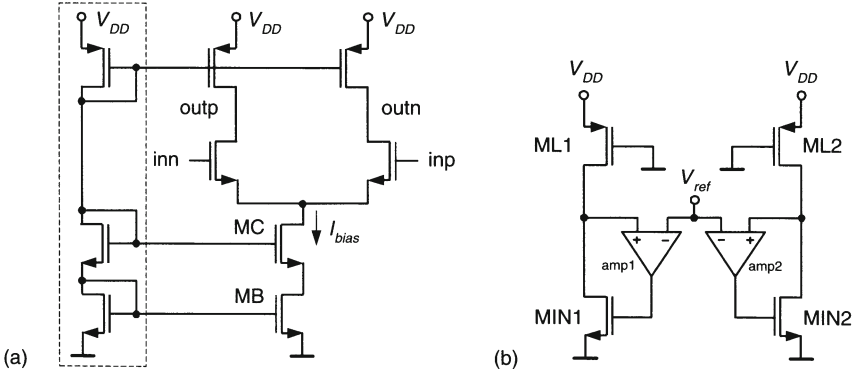 V_DD V_DD V_DD
outp outn
inn inp
MC I_bias
MB
(a)
V_DD V_DD
ML1 ML2
V_ref
+ − − +
amp1 amp2
MIN1 MIN2
(b)